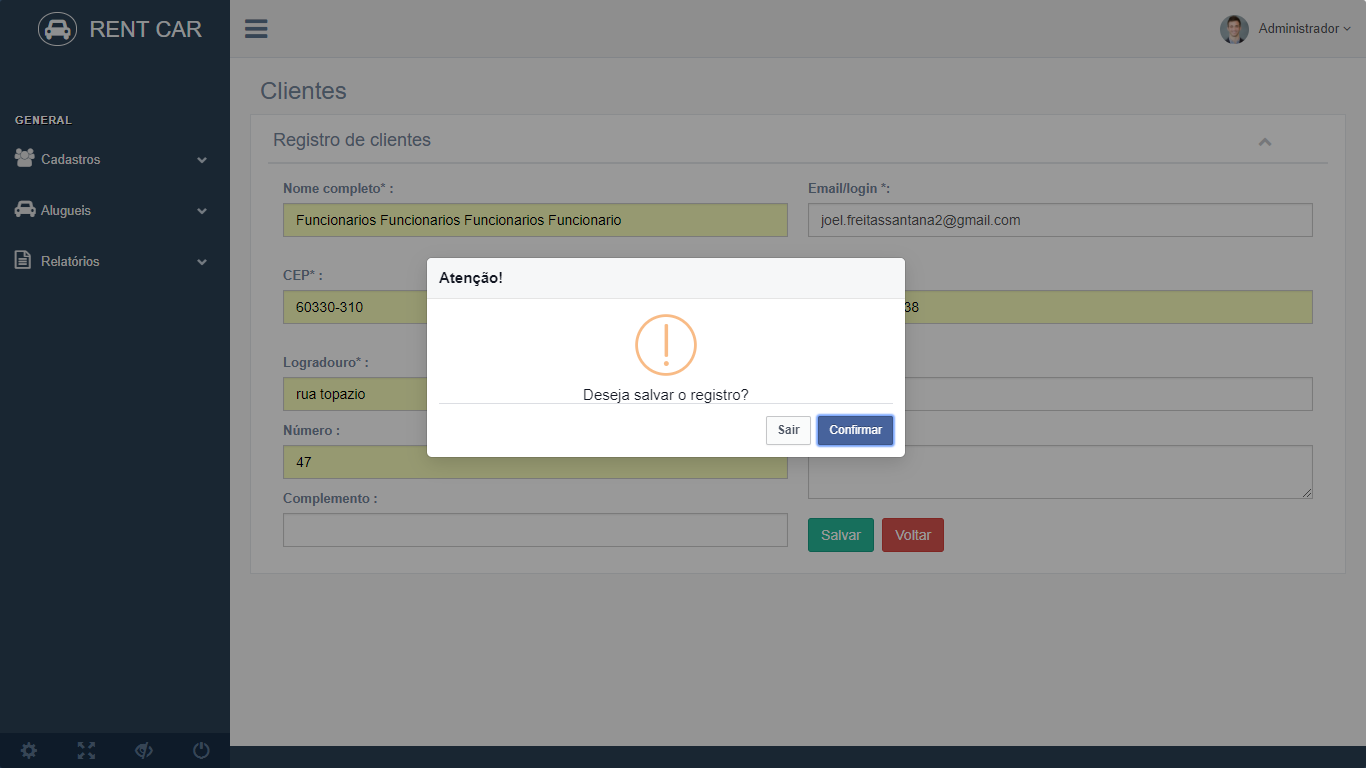 RENT CAR
Administrador
GENERAL
Cadastros
Alugueis
Relatórios
Clientes
Registro de clientes
Nome completo* :
Email/login *:
Funcionarios Funcionarios Funcionarios Funcionario
joel.freitassantana2@gmail.com
CEP* :
60330-310
38
Logradouro* :
rua topazio
Número :
47
Complemento :
Salvar
Voltar
Atenção!
Deseja salvar o registro?
Sair
Confirmar